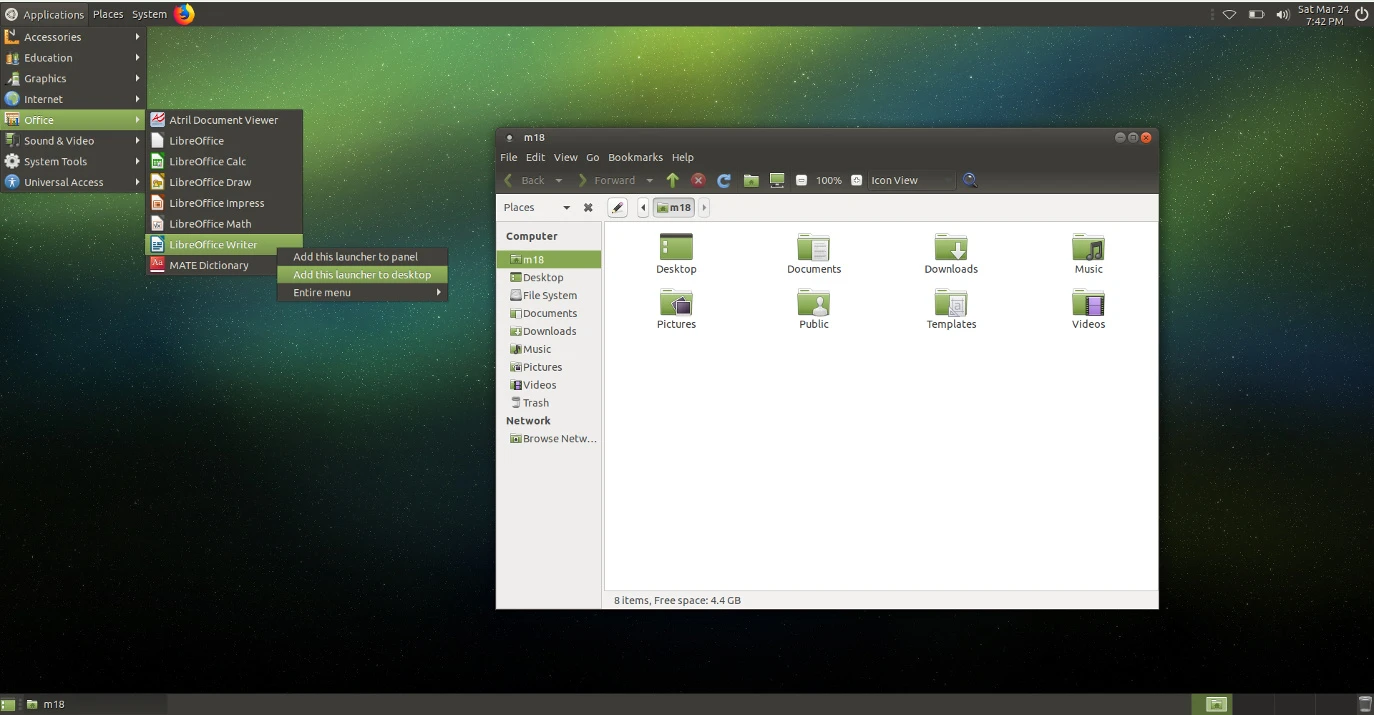 Applications Places System
Sat Mar 24
7:42 PM
Accessories
Education
Graphics
Internet
Office
Sound & Video
System Tools
Universal Access
Atril Document Viewer
LibreOffice
LibreOffice Calc
LibreOffice Draw
LibreOffice Impress
LibreOffice Math
LibreOffice Writer
MATE Dictionary
Add this launcher to panel
Add this launcher to desktop
Entire menu
m18
File Edit View Go Bookmarks Help
Back Forward 100% Icon View
Places m18
Computer
m18
Desktop
File System
Documents
Downloads
Music
Pictures
Videos
Trash
Network
Browse Netw...
Desktop Documents Downloads Music
Pictures Public Templates Videos
8 items, Free space: 4.4 GB
m18